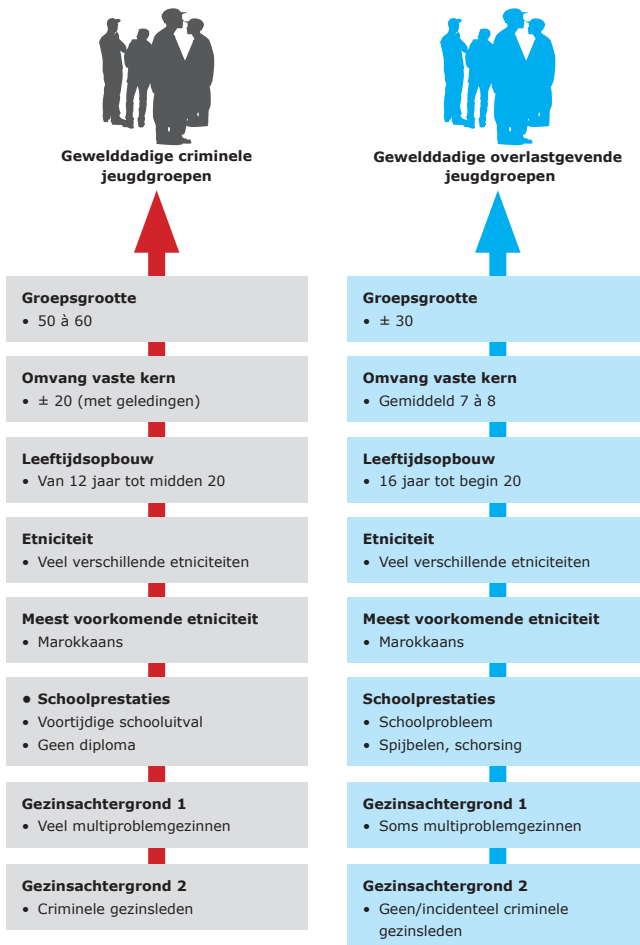 Gewelddadige criminele
jeugdgroepen
Groepsgrootte
• 50 à 60
Omvang vaste kern
• ± 20 (met geledingen)
Leeftijdsopbouw
• Van 12 jaar tot midden 20
Etniciteit
• Veel verschillende etniciteiten
Meest voorkomende etniciteit
• Marokkaans
• Schoolprestaties
• Voortijdige schooluitval
• Geen diploma
Gezinsachtergrond 1
• Veel multiproblemgezinnen
Gezinsachtergrond 2
• Criminele gezinsleden
Gewelddadige overlastgevende
jeugdgroepen
Groepsgrootte
• ± 30
Omvang vaste kern
• Gemiddeld 7 à 8
Leeftijdsopbouw
• 16 jaar tot begin 20
Etniciteit
• Veel verschillende etniciteiten
Meest voorkomende etniciteit
• Marokkaans
Schoolprestaties
• Schoolprobleem
• Spijbelen, schorsing
Gezinsachtergrond 1
• Soms multiproblemgezinnen
Gezinsachtergrond 2
• Geen/incidenteel criminele
gezinsleden